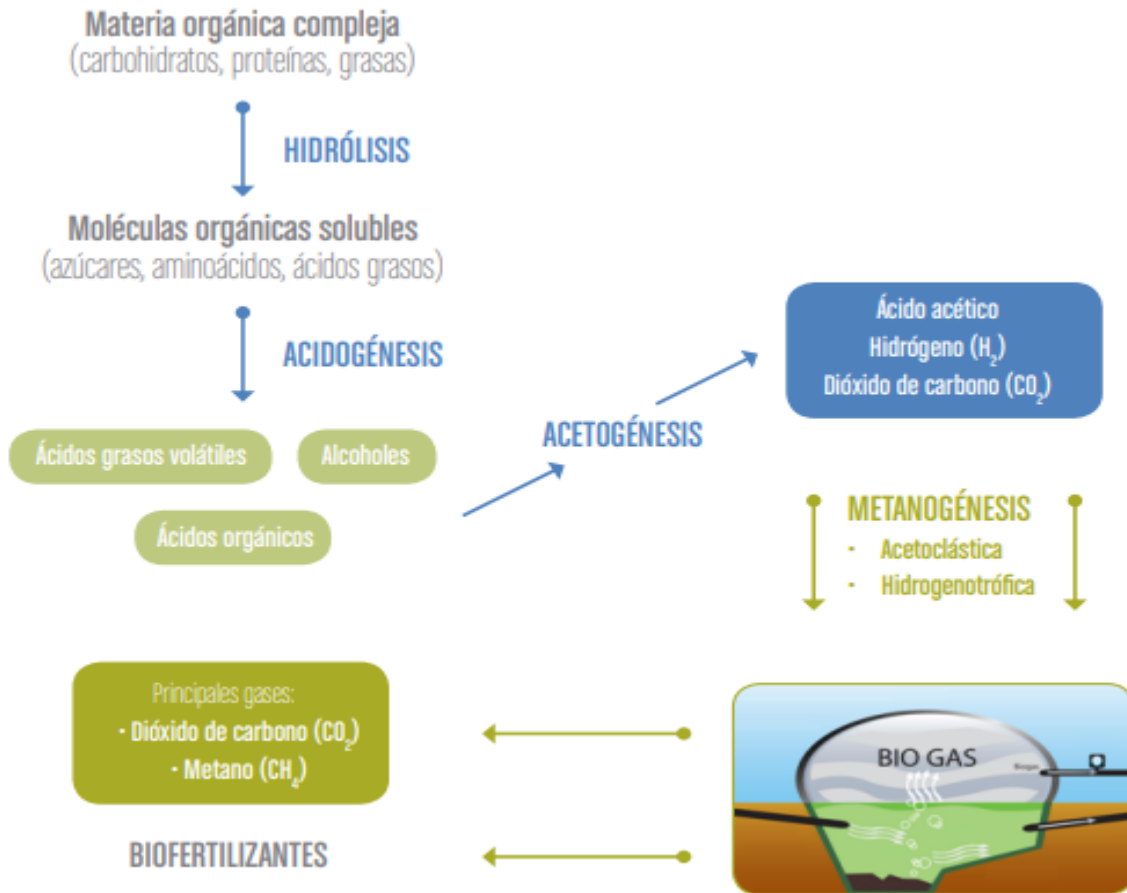 Materia orgánica compleja
(carbohidratos, proteínas, grasas)
HIDRÓLISIS
Moléculas orgánicas solubles
(azúcares, aminoácidos, ácidos grasos)
ACIDOGÉNESIS
Ácidos grasos volátiles
Alcoholes
Ácidos orgánicos
ACETOGÉNESIS
Ácido acético
Hidrógeno (H₂)
Dióxido de carbono (CO₂)
METANOGÉNESIS
- Acetoclástica
- Hidrogenotrófica
BIO GAS
Biogas
Principales gases:
- Dióxido de carbono (CO₂)
- Metano (CH₄)
BIOFERTILIZANTES